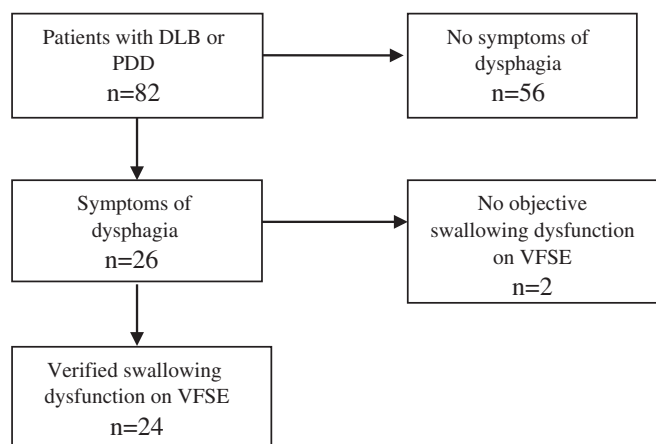 Patients with DLB or
PDD
n=82
No symptoms of
dysphagia
n=56
Symptoms of
dysphagia
n=26
No objective
swallowing dysfunction
on VFSE
n=2
Verified swallowing
dysfunction on VFSE
n=24